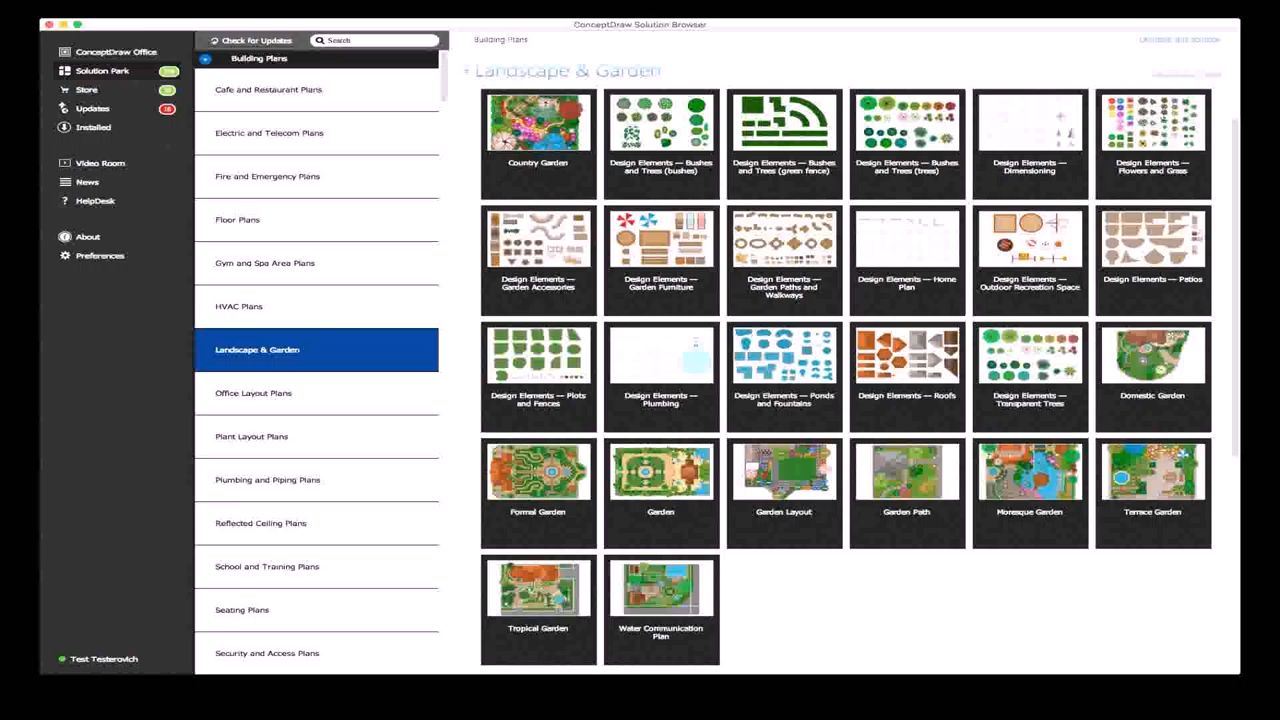 ConceptDraw Solution Browser
ConceptDraw Office
Solution Park
Store
Updates
Installed
Video Room
News
HelpDesk
About
Preferences
Test Testerovich
Check for Updates
Search
Building Plans
Cafe and Restaurant Plans
Electric and Telecom Plans
Fire and Emergency Plans
Floor Plans
Gym and Spa Area Plans
HVAC Plans
Landscape & Garden
Office Layout Plans
Plant Layout Plans
Plumbing and Piping Plans
Reflected Ceiling Plans
School and Training Plans
Seating Plans
Security and Access Plans
Building Plans
Landscape & Garden
Country Garden
Design Elements — Bushes
and Trees (bushes)
Design Elements — Bushes
and Trees (green fence)
Design Elements — Bushes
and Trees (trees)
Design Elements —
Dimensioning
Design Elements —
Flowers and Grass
Design Elements —
Garden Accessories
Design Elements —
Garden Furniture
Design Elements —
Garden Paths and
Walkways
Design Elements — Home
Plan
Design Elements —
Outdoor Recreation Space
Design Elements — Patios
Design Elements — Plots
and Fences
Design Elements —
Plumbing
Design Elements — Ponds
and Fountains
Design Elements — Roofs
Design Elements —
Transparent Trees
Domestic Garden
Formal Garden
Garden
Garden Layout
Garden Path
Moresque Garden
Terrace Garden
Tropical Garden
Water Communication
Plan